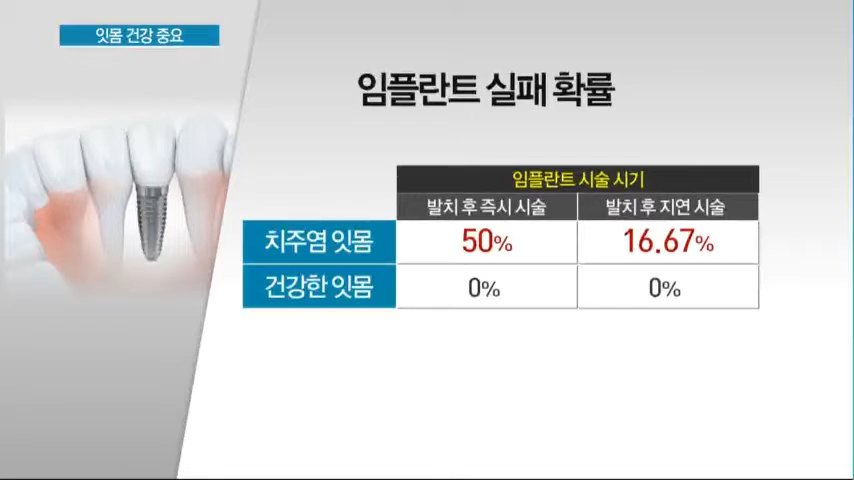 잇몸 건강 중요
임플란트 실패 확률
임플란트 시술 시기
발치 후 즉시 시술 발치 후 지연 시술
치주염 잇몸 50% 16.67%
건강한 잇몸 0% 0%